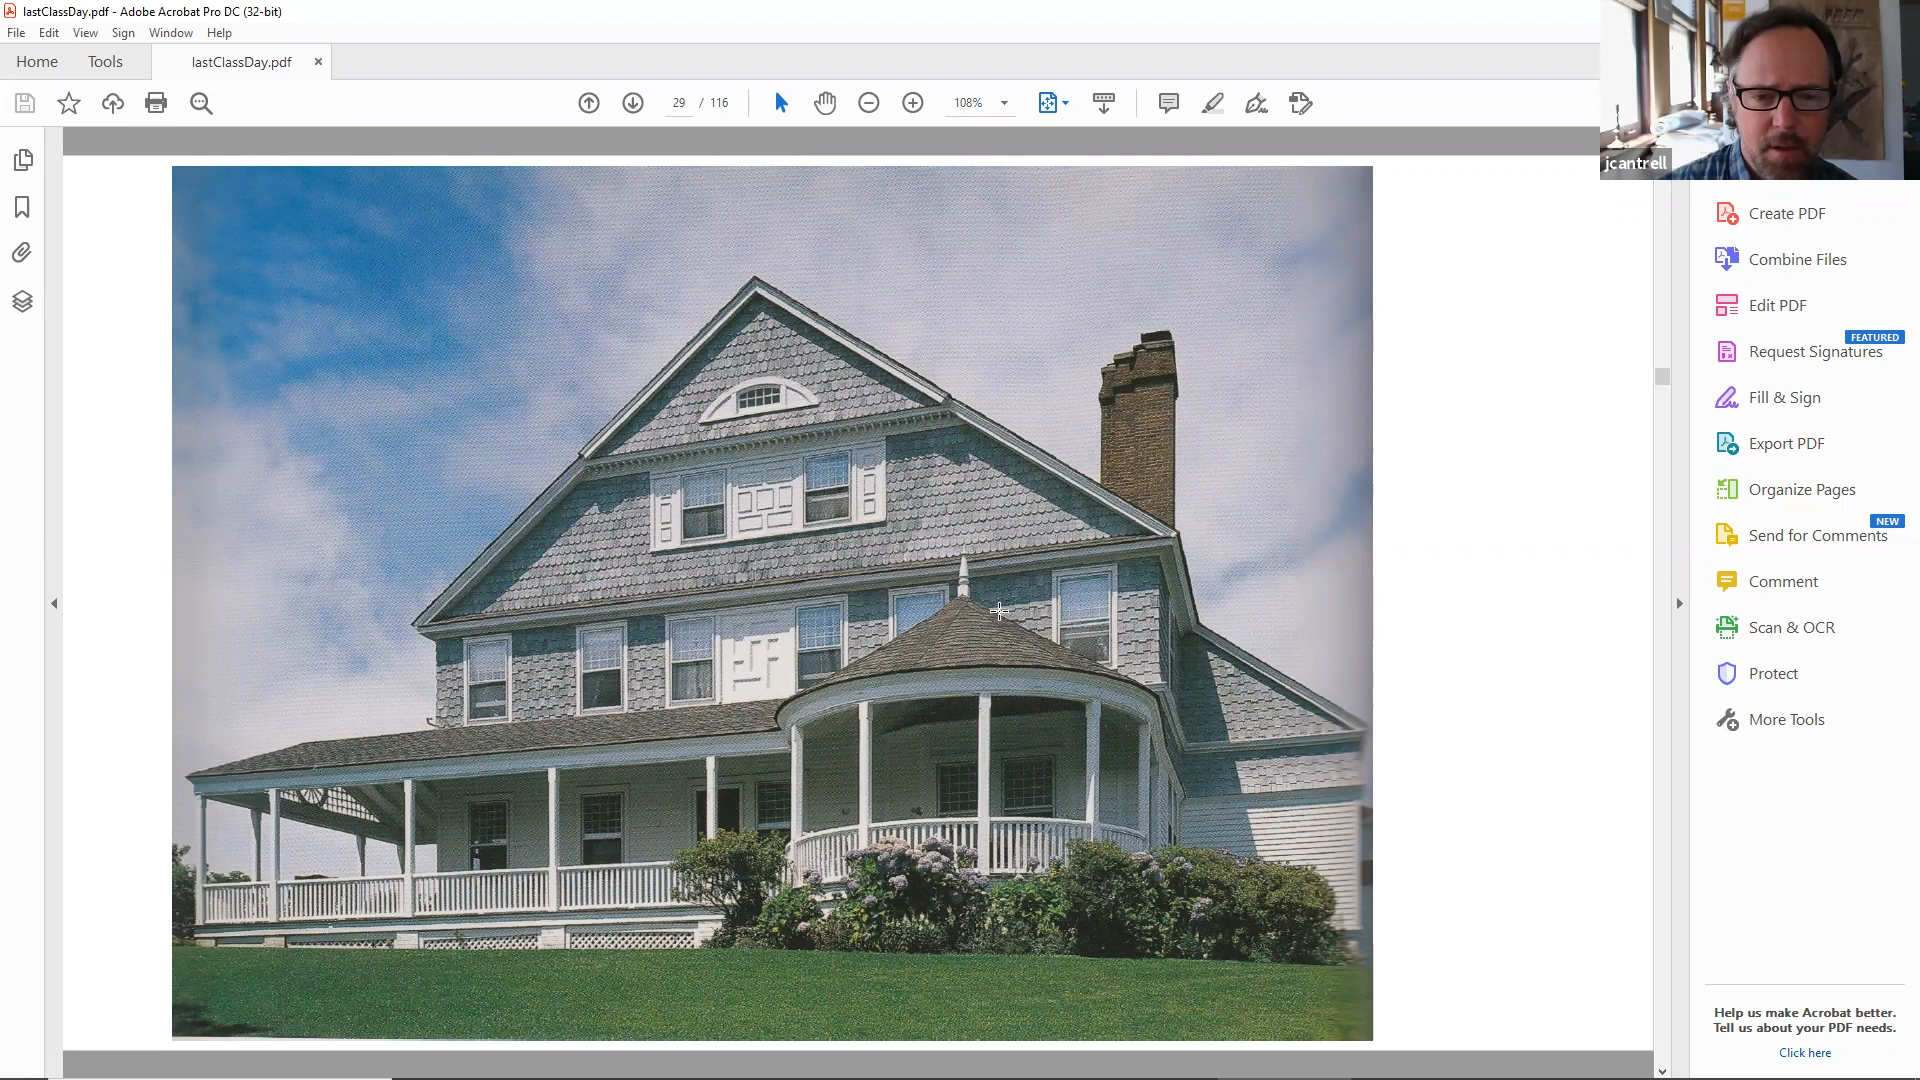 lastClassDay.pdf - Adobe Acrobat Pro DC (32-bit)
File Edit View Sign Window Help
Home Tools lastClassDay.pdf
29 / 116 108%
jcantrell
Create PDF
Combine Files
Edit PDF
FEATURED
Request Signatures
Fill & Sign
Export PDF
Organize Pages
NEW
Send for Comments
Comment
Scan & OCR
Protect
More Tools
Help us make Acrobat better.
Tell us about your PDF needs.
Click here